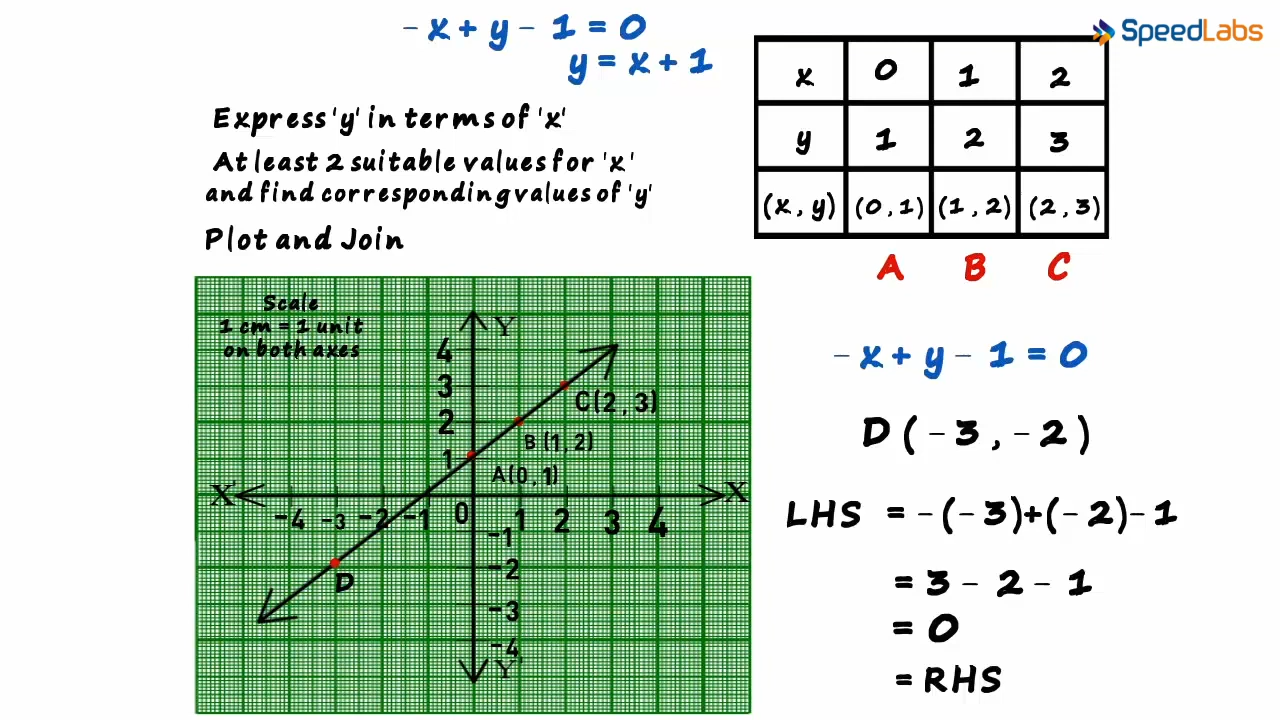 -x + y - 1 = 0
y = x + 1
SpeedLabs
Express 'y' in terms of 'x'
At least 2 suitable values for 'x'
and find corresponding values of 'y'
Plot and Join
x 0 1 2
y 1 2 3
(x, y) (0, 1) (1, 2) (2, 3)
A B C
Scale
1 cm = 1 unit
on both axes
Y
4
3
2
1
C(2, 3)
B(1, 2)
A(0, 1)
X' X
-4 -3 -2 -1 0 1 2 3 4
-1
-2
-3
-4
D
Y'
-x + y - 1 = 0
D(-3, -2)
LHS = -(-3)+(-2)-1
= 3 - 2 - 1
= 0
= RHS